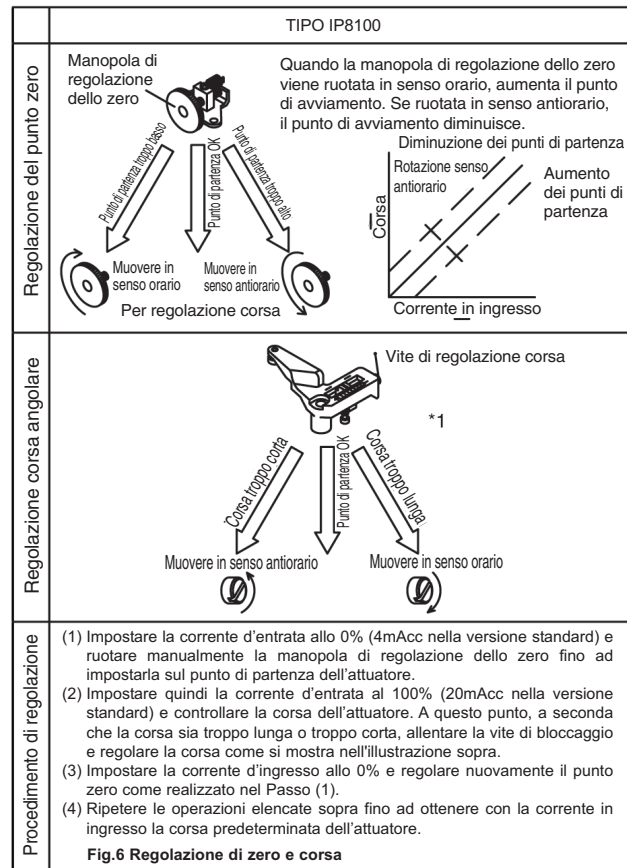 TIPO IP8100
Regolazione del punto zero
Manopola di
regolazione
dello zero
Quando la manopola di regolazione dello zero
viene ruotata in senso orario, aumenta il punto
di avviamento. Se ruotata in senso antiorario,
il punto di avviamento diminuisce.
Punto di partenza troppo basso
Punto di partenza OK
Punto di partenza troppo alto
Muovere in
senso orario
Muovere in
senso antiorario
Per regolazione corsa
Diminuzione dei punti di partenza
Rotazione senso
antiorario
Aumento
dei punti di
partenza
Corsa
Corrente in ingresso
Regolazione corsa angolare
Vite di regolazione corsa
*1
Corsa troppo corta
Punto di partenza OK
Corsa troppo lunga
Muovere in senso antiorario
Muovere in senso orario
Procedimento di regolazione
(1) Impostare la corrente d'entrata allo 0% (4mAcc nella versione standard) e
ruotare manualmente la manopola di regolazione dello zero fino ad
impostarla sul punto di partenza dell'attuatore.
(2) Impostare quindi la corrente d'entrata al 100% (20mAcc nella versione
standard) e controllare la corsa dell'attuatore. A questo punto, a seconda
che la corsa sia troppo lunga o troppo corta, allentare la vite di bloccaggio
e regolare la corsa come si mostra nell'illustrazione sopra.
(3) Impostare la corrente d'ingresso allo 0% e regolare nuovamente il punto
zero come realizzato nel Passo (1).
(4) Ripetere le operazioni elencate sopra fino ad ottenere con la corrente in
ingresso la corsa predeterminata dell'attuatore.
Fig.6 Regolazione di zero e corsa